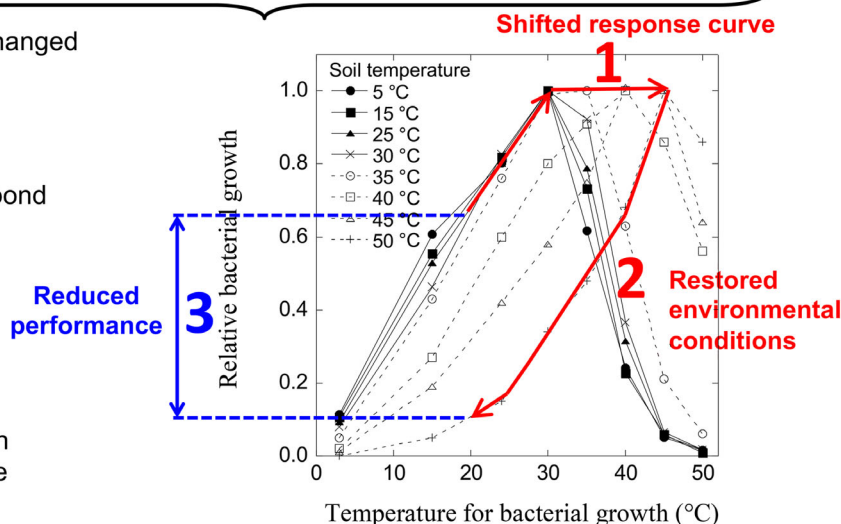 Shifted response curve
1
anged
Soil temperature
5 °C
15 °C
25 °C
30 °C
35 °C
40 °C
45 °C
50 °C
1.0
0.8
0.6
0.4
0.2
0.0
Relative bacterial growth
Reduced
performance
3
2
Restored
environmental
conditions
0 10 20 30 40 50
Temperature for bacterial growth (°C)